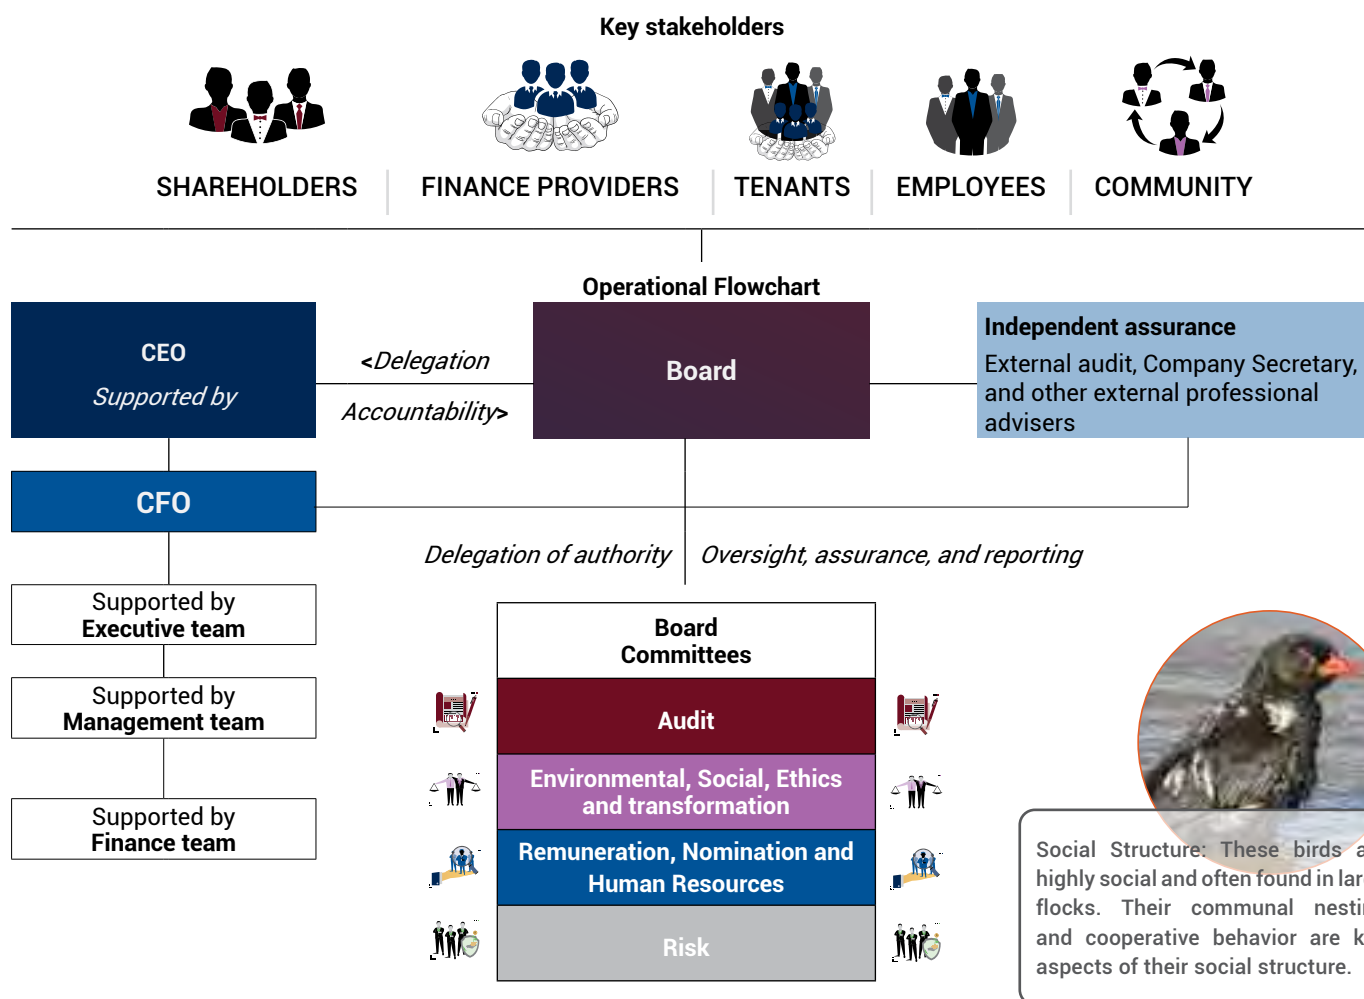 Key stakeholders
SHAREHOLDERS
FINANCE PROVIDERS
TENANTS
EMPLOYEES
COMMUNITY
Operational Flowchart
CEO
Supported by
<Delegation
Accountability>
Board
Independent assurance
External audit, Company Secretary,
and other external professional
advisers
CFO
Delegation of authority
Oversight, assurance, and reporting
Supported by
Executive team
Supported by
Management team
Supported by
Finance team
Board
Committees
Audit
Environmental, Social, Ethics
and transformation
Remuneration, Nomination and
Human Resources
Risk
Social Structure: These birds a
highly social and often found in lar
flocks. Their communal nestin
and cooperative behavior are k
aspects of their social structure.